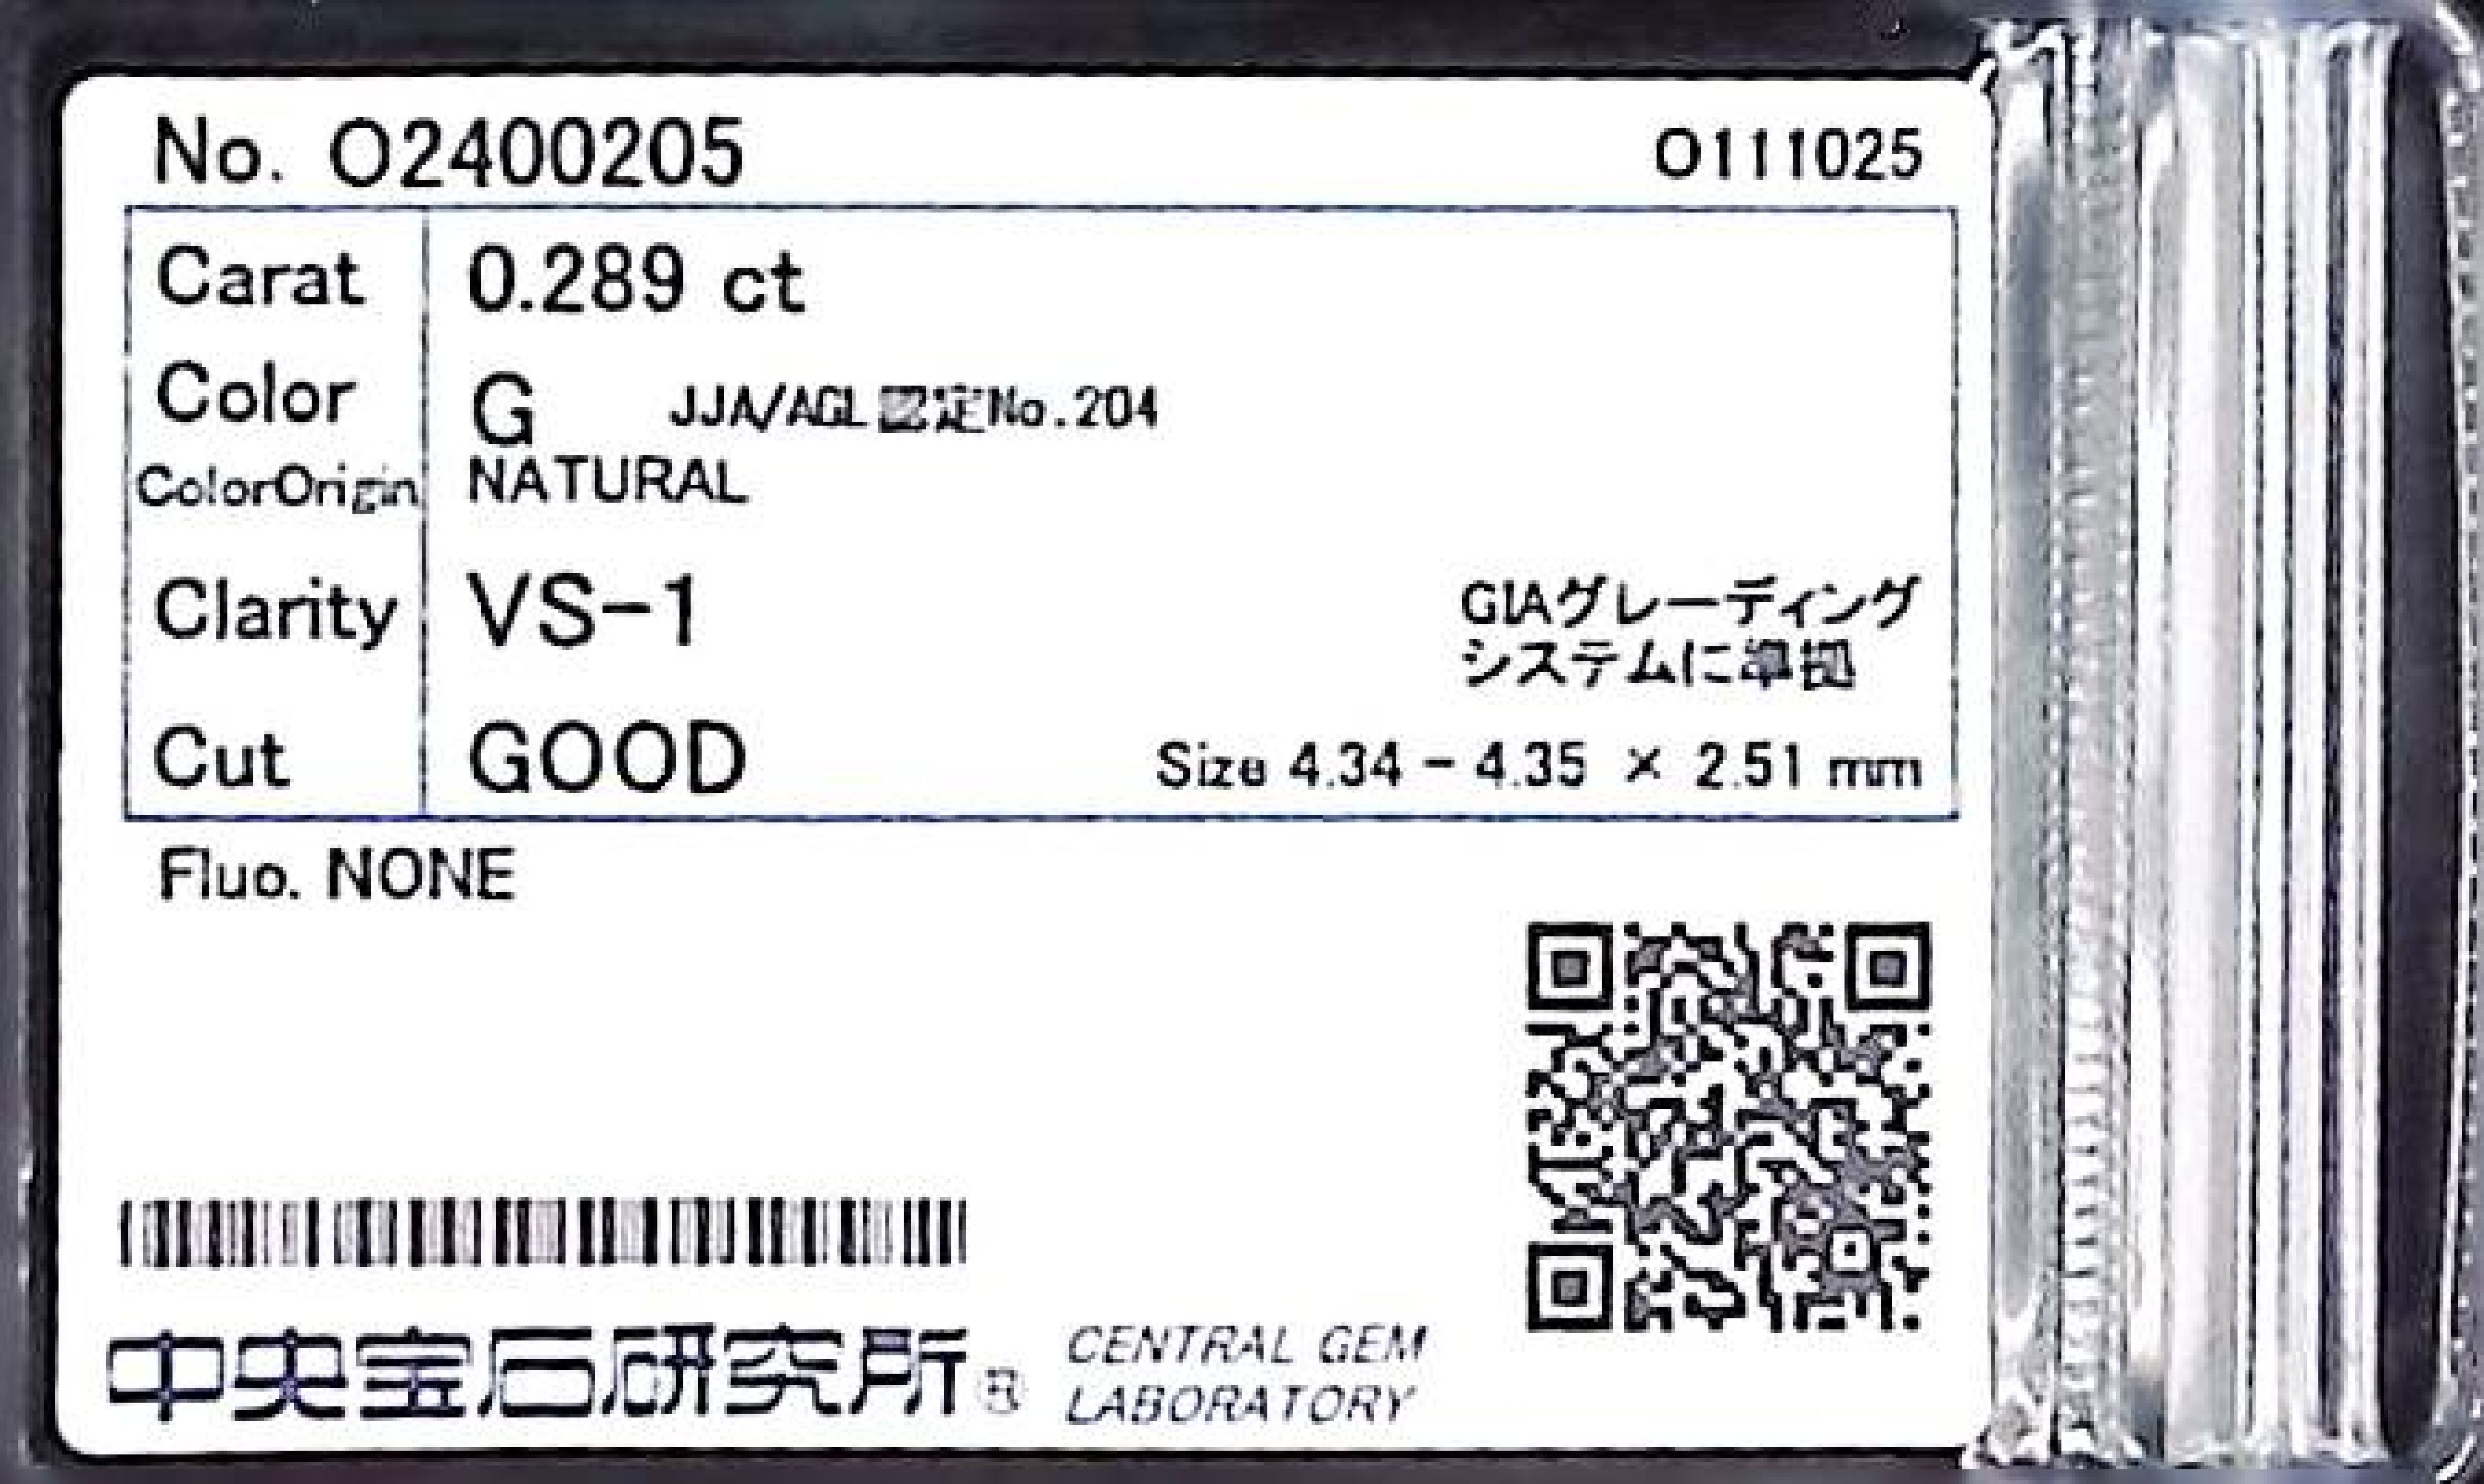 No. O2400205 O111025
Carat 0.289 ct
Color G JJA/AGL認定No.204
ColorOrigin NATURAL
Clarity VS-1
GIAグレーディング
システムに準拠
Cut GOOD Size 4.34 - 4.35 × 2.51 mm
Fluo. NONE
中央宝石研究所® CENTRAL GEM
LABORATORY